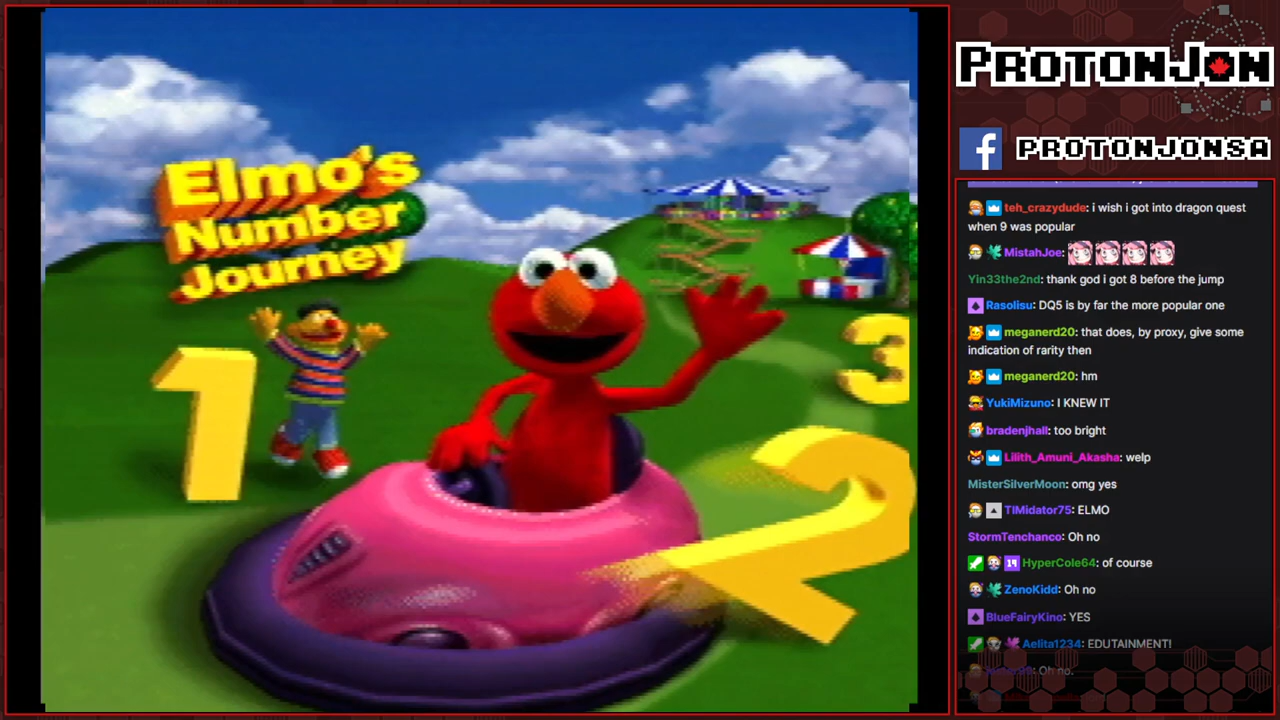 Elmo's
Number
Journey
1
2
3
PROTONJON
f PROTONJONSA
teh_crazydude: i wish i got into dragon quest
when 9 was popular
MistahJoe:
Yin33the2nd: thank god i got 8 before the jump
Rasolisu: DQ5 is by far the more popular one
meganerd20: that does, by proxy, give some
indication of rarity then
meganerd20: hm
YukiMizuno: I KNEW IT
bradenjhall: too bright
Lilith_Amuni_Akasha: welp
MisterSilverMoon: omg yes
TIMidator75: ELMO
StormTenchanco: Oh no
HyperCole64: of course
ZenoKidd: Oh no
BlueFairyKino: YES
Aelita1234: EDUTAINMENT!
Oh no.